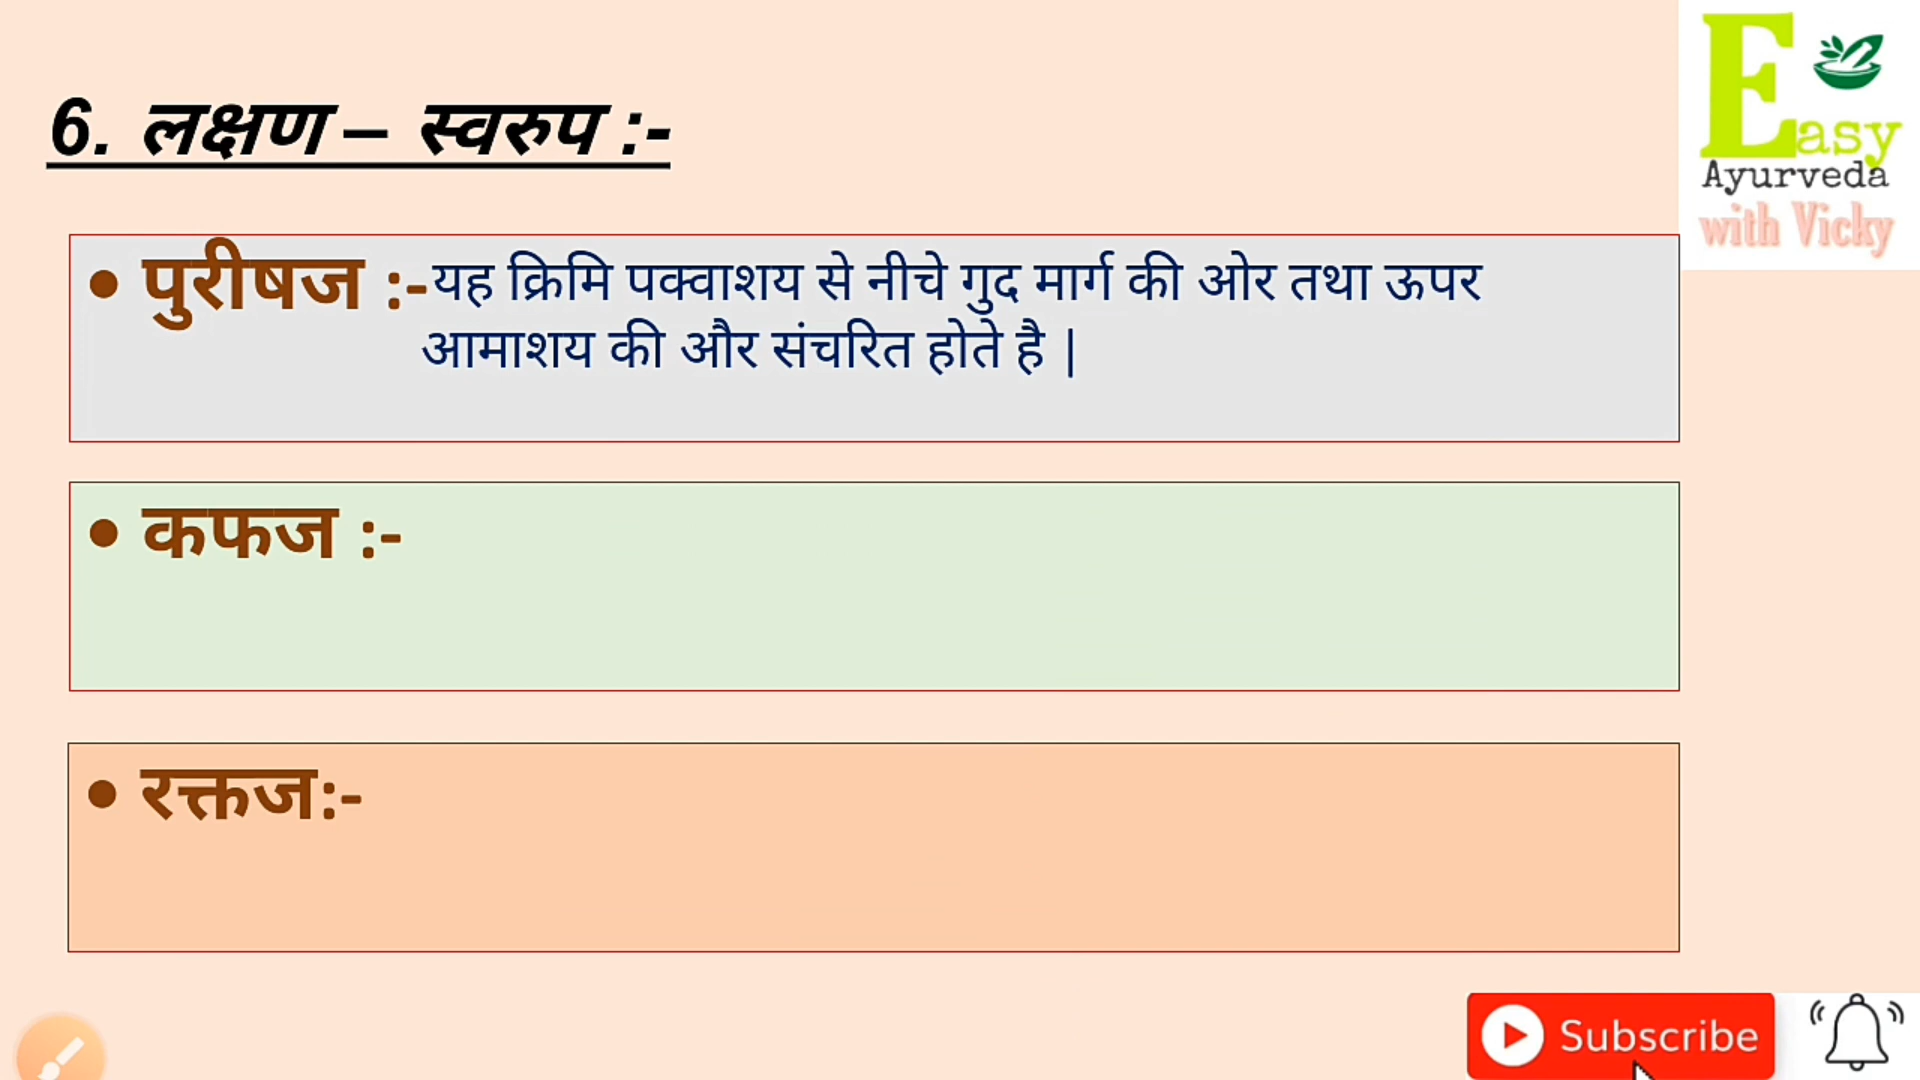 Easy
Ayurveda
with Vicky
6. लक्षण – स्वरुप :-
• पुरीषज :-यह क्रिमि पक्वाशय से नीचे गुद मार्ग की ओर तथा ऊपर
आमाशय की और संचरित होते है |
• कफज :-
• रक्तज:-
Subscribe